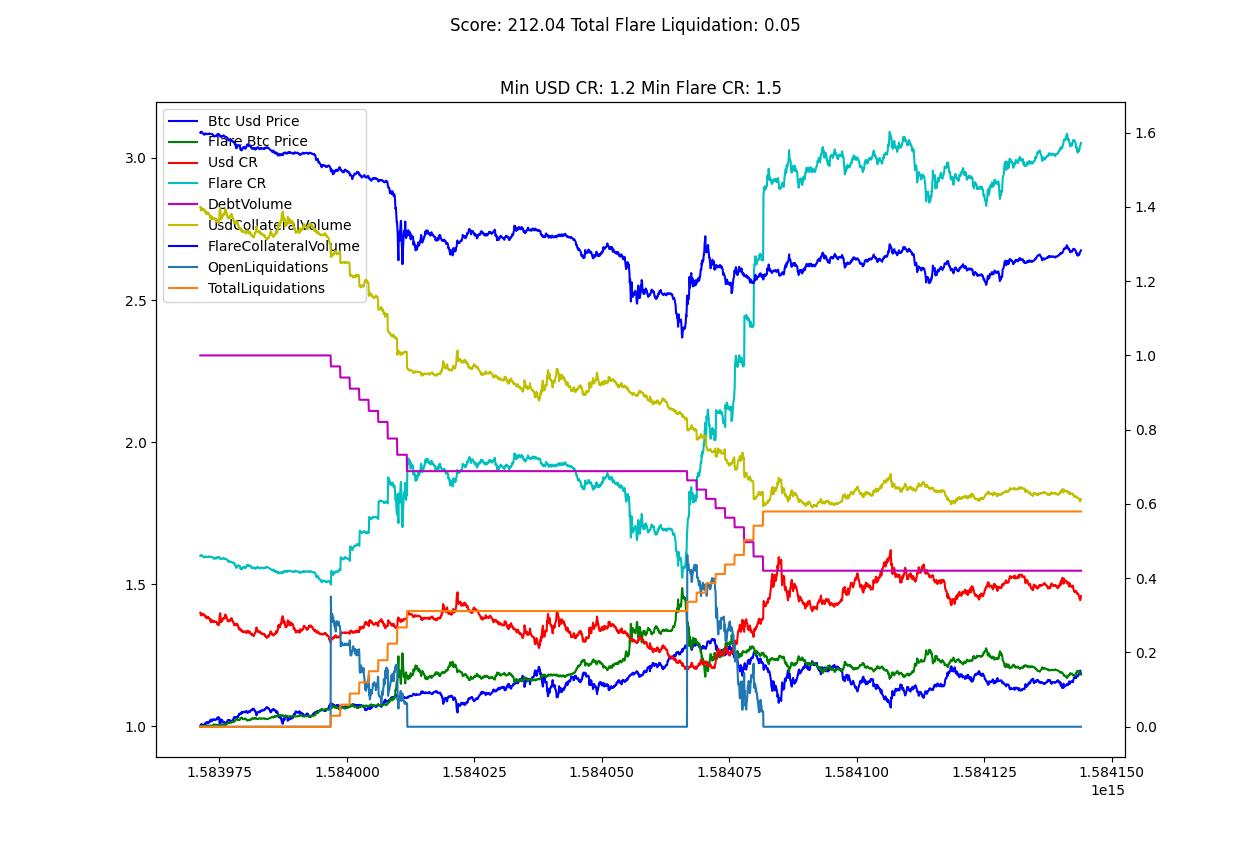 Score: 212.04 Total Flare Liquidation: 0.05
Min USD CR: 1.2 Min Flare CR: 1.5
Btc Usd Price
Flare Btc Price
Usd CR
Flare CR
DebtVolume
UsdCollateralVolume
FlareCollateralVolume
OpenLiquidations
TotalLiquidations
3.0
2.5
2.0
1.5
1.0
1.6
1.4
1.2
1.0
0.8
0.6
0.4
0.2
0.0
1.583975 1.584000 1.584025 1.584050 1.584075 1.584100 1.584125 1.584150
1e15